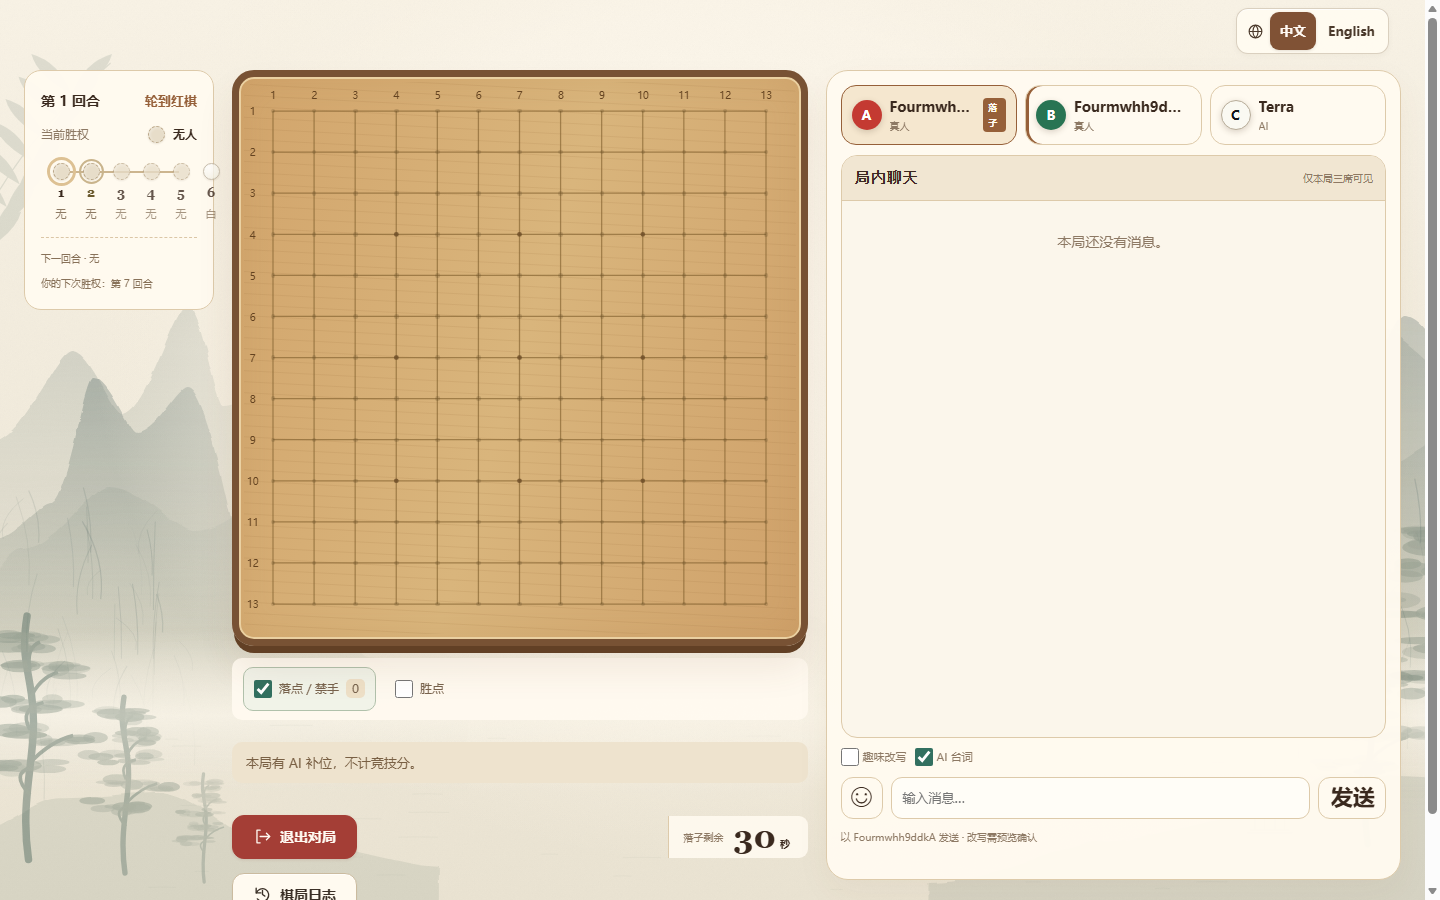 中文 English
第 1 回合 轮到红棋
当前胜权 无人
1 2 3 4 5 6
无 无 无 无 无 白
下一回合 · 无
你的下次胜权：第 7 回合
1 2 3 4 5 6 7 8 9 10 11 12 13
1
2
3
4
5
6
7
8
9
10
11
12
13
落点 / 禁手 0 胜点
本局有 AI 补位，不计竞技分。
退出对局
落子剩余 30 秒
棋局日志
A Fourmwh... 真人 落子
B Fourmwhh9d... 真人
C Terra AI
局内聊天 仅本局三席可见
本局还没有消息。
趣味改写 AI 台词
输入消息... 发送
以 Fourmwhh9ddkA 发送 · 改写需预览确认